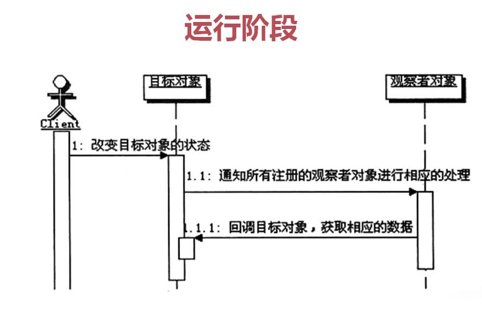 运行阶段
目标对象
观察者对象
Client
1: 改变目标对象的状态
1.1: 通知所有注册的观察者对象进行相应的处理
1.1.1: 回调目标对象，获取相应的数据